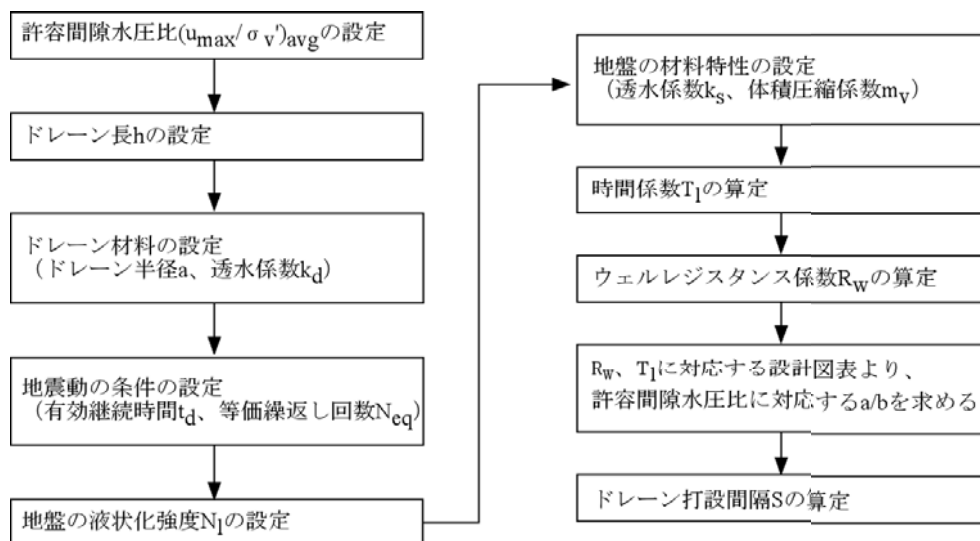 許容間隙水圧比(umax/σv')avgの設定
ドレーン長hの設定
ドレーン材料の設定
（ドレーン半径a、透水係数kd）
地震動の条件の設定
（有効継続時間td、等価繰返し回数Neq）
地盤の液状化強度Nlの設定
地盤の材料特性の設定
（透水係数ks、体積圧縮係数mv）
時間係数Tlの算定
ウェルレジスタンス係数Rwの算定
Rw、Tlに対応する設計図表より、
許容間隙水圧比に対応するa/bを求める
ドレーン打設間隔Sの算定